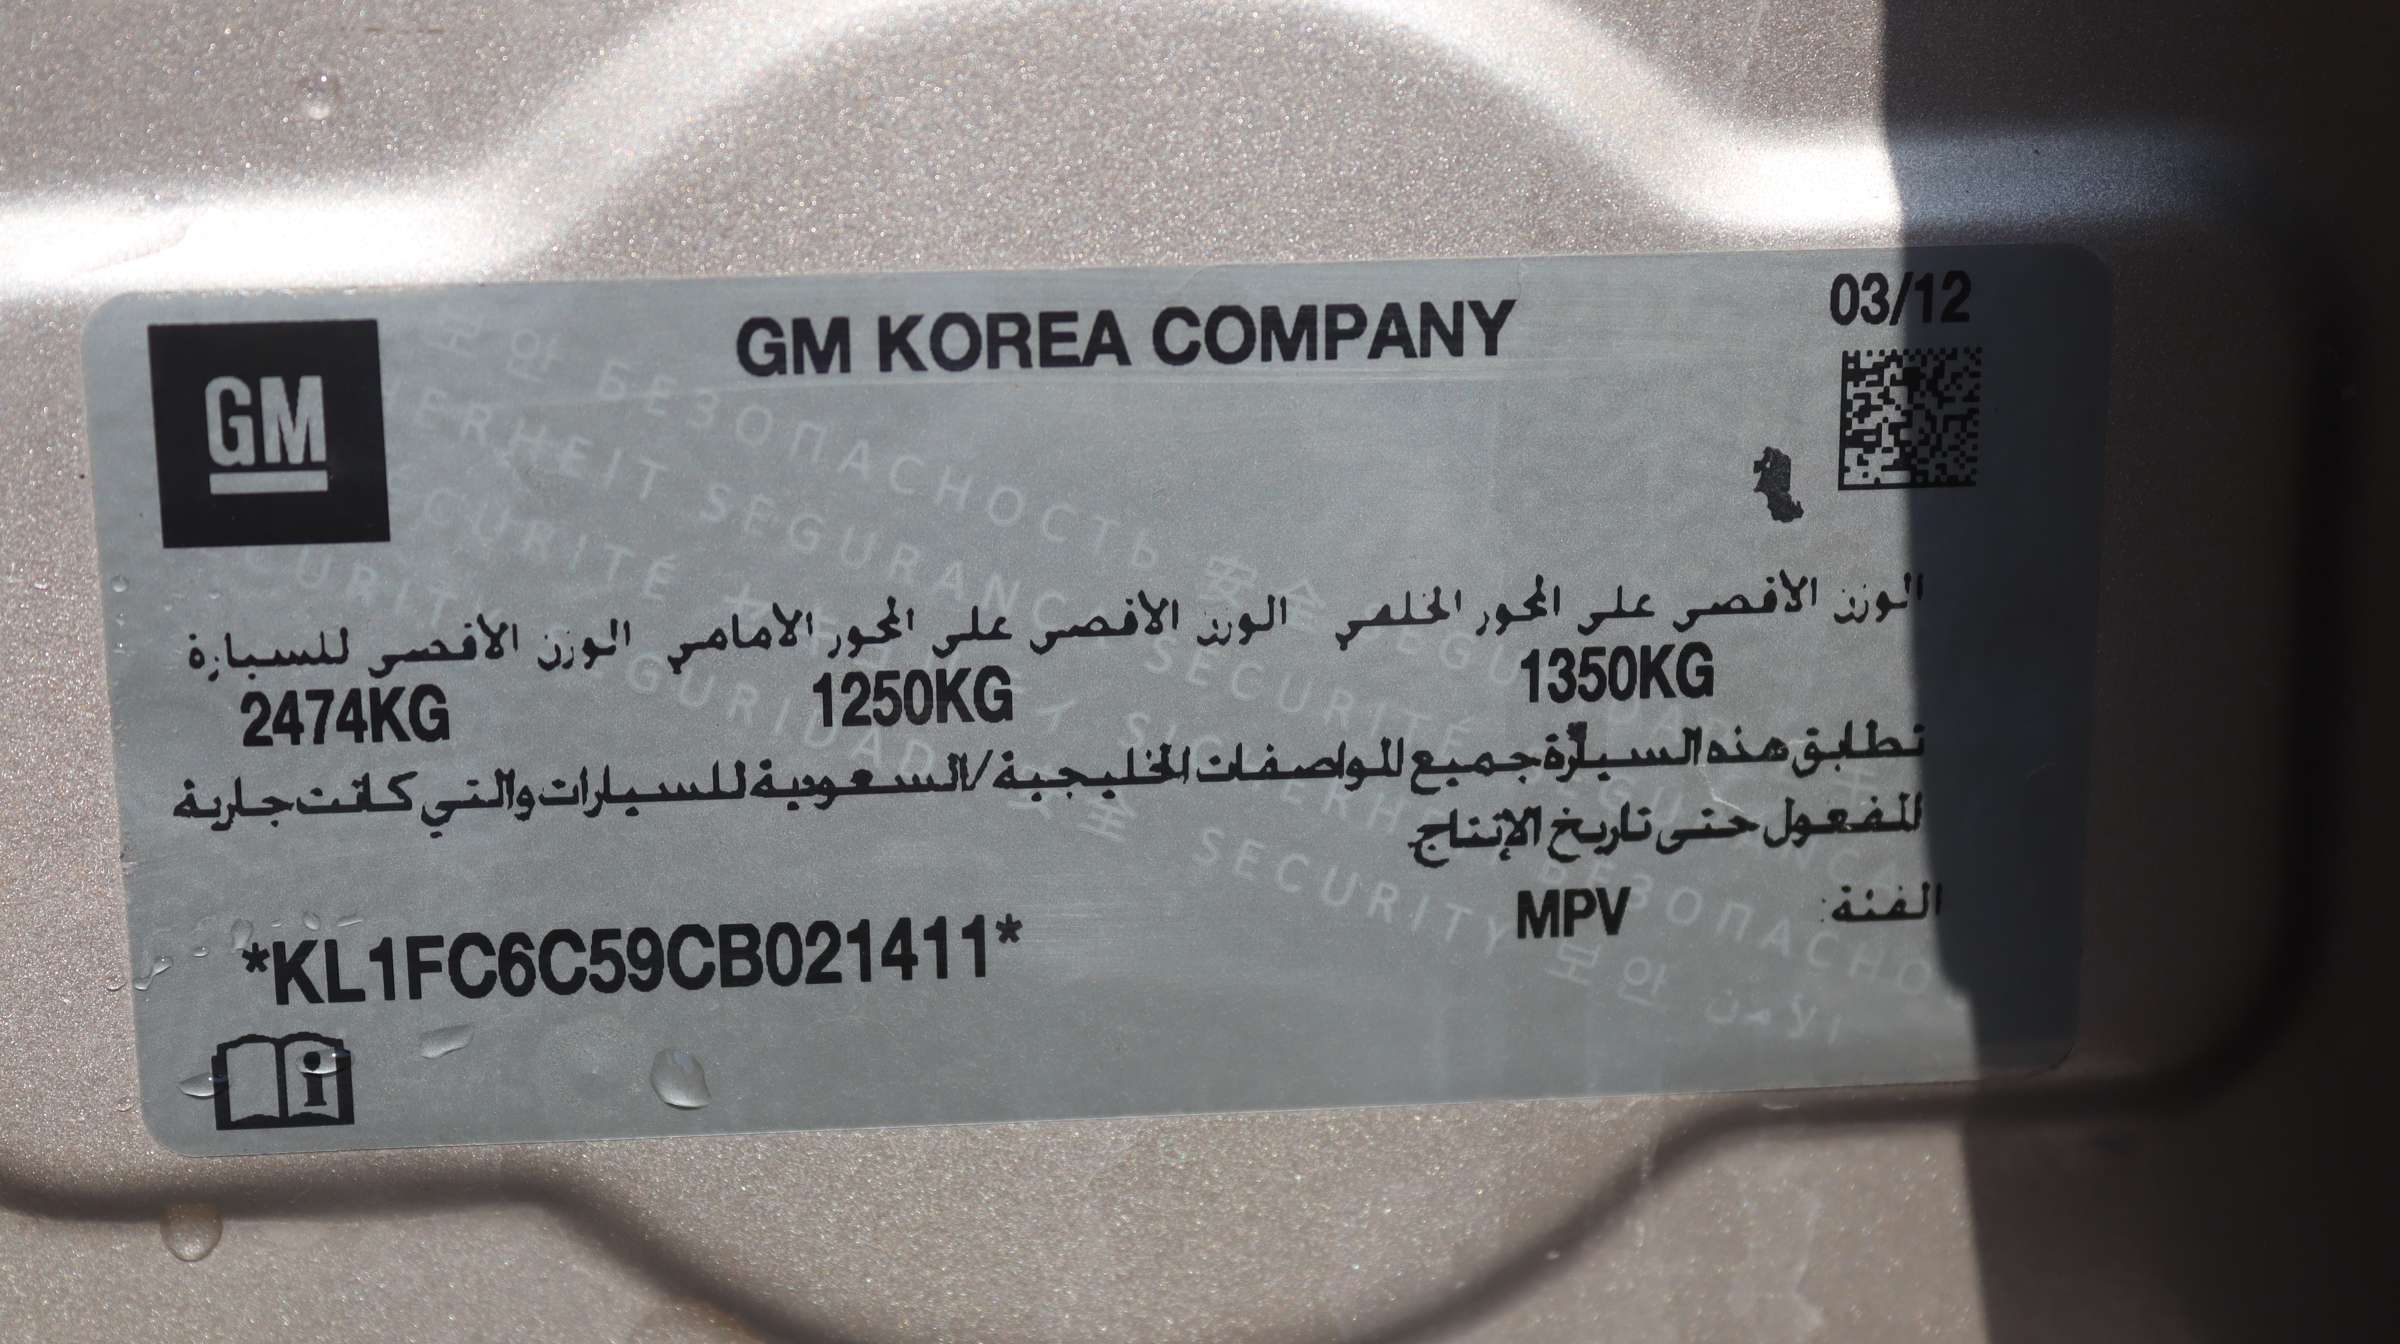 GM KOREA COMPANY
03/12
GM
الوزن الأقصى على المحور الخلفي الوزن الأقصى على المحور الأمامي الوزن الأقصى للسيارة
1350KG 1250KG 2474KG
تطابق هذه السيارة جميع المواصفات الخليجية/السعودية للسيارات والتي كانت جارية
المفعول حتى تاريخ الإنتاج
الفئة: MPV
*KL1FC6C59CB021411*
i